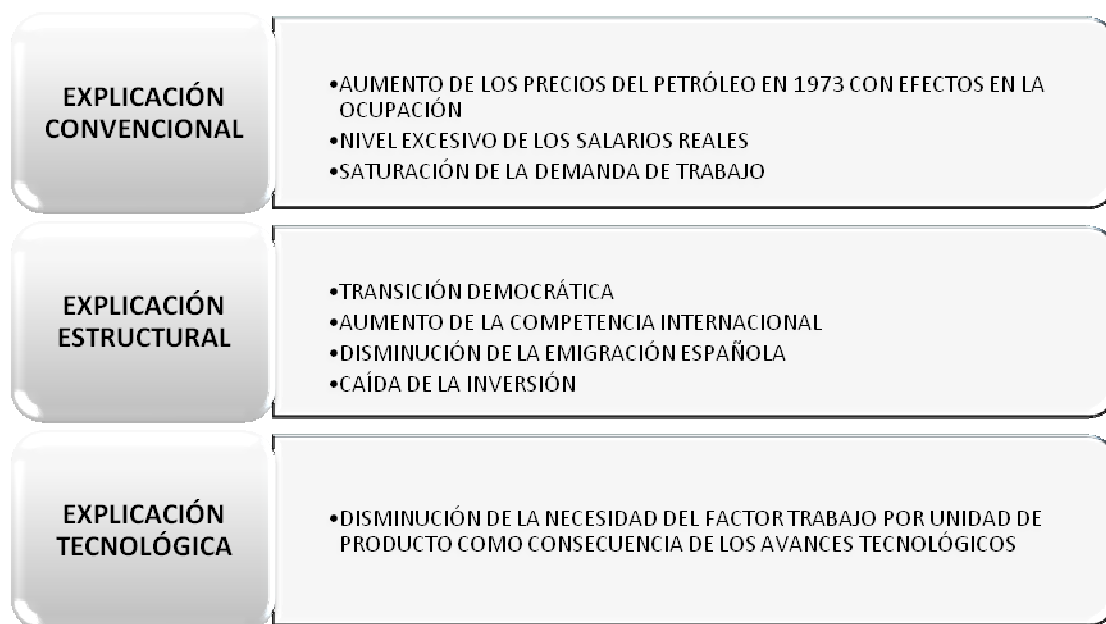 EXPLICACIÓN
CONVENCIONAL
•AUMENTO DE LOS PRECIOS DEL PETRÓLEO EN 1973 CON EFECTOS EN LA
OCUPACIÓN
•NIVEL EXCESIVO DE LOS SALARIOS REALES
•SATURACIÓN DE LA DEMANDA DE TRABAJO
EXPLICACIÓN
ESTRUCTURAL
•TRANSICIÓN DEMOCRÁTICA
•AUMENTO DE LA COMPETENCIA INTERNACIONAL
•DISMINUCIÓN DE LA EMIGRACIÓN ESPAÑOLA
•CAÍDA DE LA INVERSIÓN
EXPLICACIÓN
TECNOLÓGICA
•DISMINUCIÓN DE LA NECESIDAD DEL FACTOR TRABAJO POR UNIDAD DE
PRODUCTO COMO CONSECUENCIA DE LOS AVANCES TECNOLÓGICOS